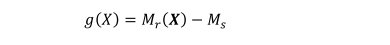 g(X) = M_r(X) − M_s